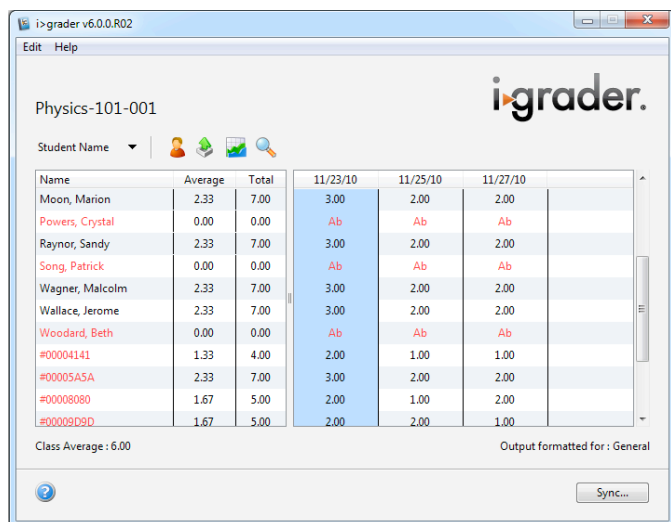 i>grader v6.0.0.R02
Edit Help
i>grader.
Physics-101-001
Student Name
Name Average Total 11/23/10 11/25/10 11/27/10
Moon, Marion 2.33 7.00 3.00 2.00 2.00
Powers, Crystal 0.00 0.00 Ab Ab Ab
Raynor, Sandy 2.33 7.00 3.00 2.00 2.00
Song, Patrick 0.00 0.00 Ab Ab Ab
Wagner, Malcolm 2.33 7.00 3.00 2.00 2.00
Wallace, Jerome 2.33 7.00 3.00 2.00 2.00
Woodard, Beth 0.00 0.00 Ab Ab Ab
#00004141 1.33 4.00 2.00 1.00 1.00
#00005A5A 2.33 7.00 3.00 2.00 2.00
#00008080 1.67 5.00 2.00 1.00 2.00
#00009D9D 1.67 5.00 2.00 2.00 1.00
Class Average : 6.00 Output formatted for : General
Sync...